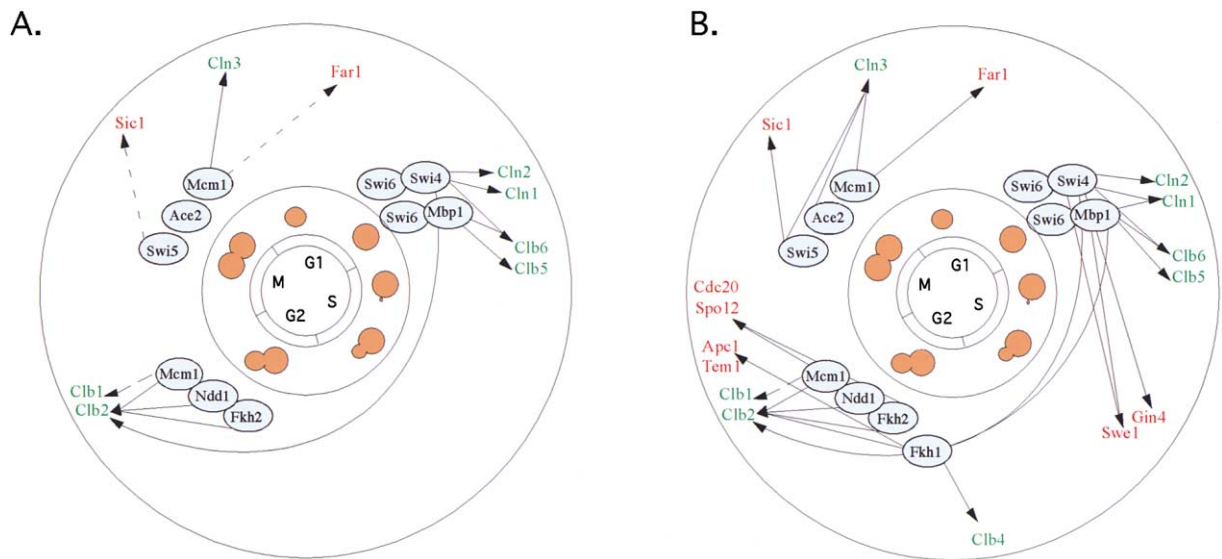 A.
Cln3
Far1
Sic1
Mcm1
Ace2
Swi5
Swi6
Swi4
Swi6
Mbp1
Cln2
Cln1
Clb6
Clb5
G1
M
S
G2
Mcm1
Ndd1
Fkh2
Clb1
Clb2
B.
Cln3
Far1
Sic1
Mcm1
Ace2
Swi5
Swi6
Swi4
Swi6
Mbp1
Cln2
Cln1
Clb6
Clb5
G1
M
S
G2
Cdc20
Spo12
Apc1
Tem1
Mcm1
Ndd1
Fkh2
Fkh1
Clb1
Clb2
Gin4
Swe1
Clb4